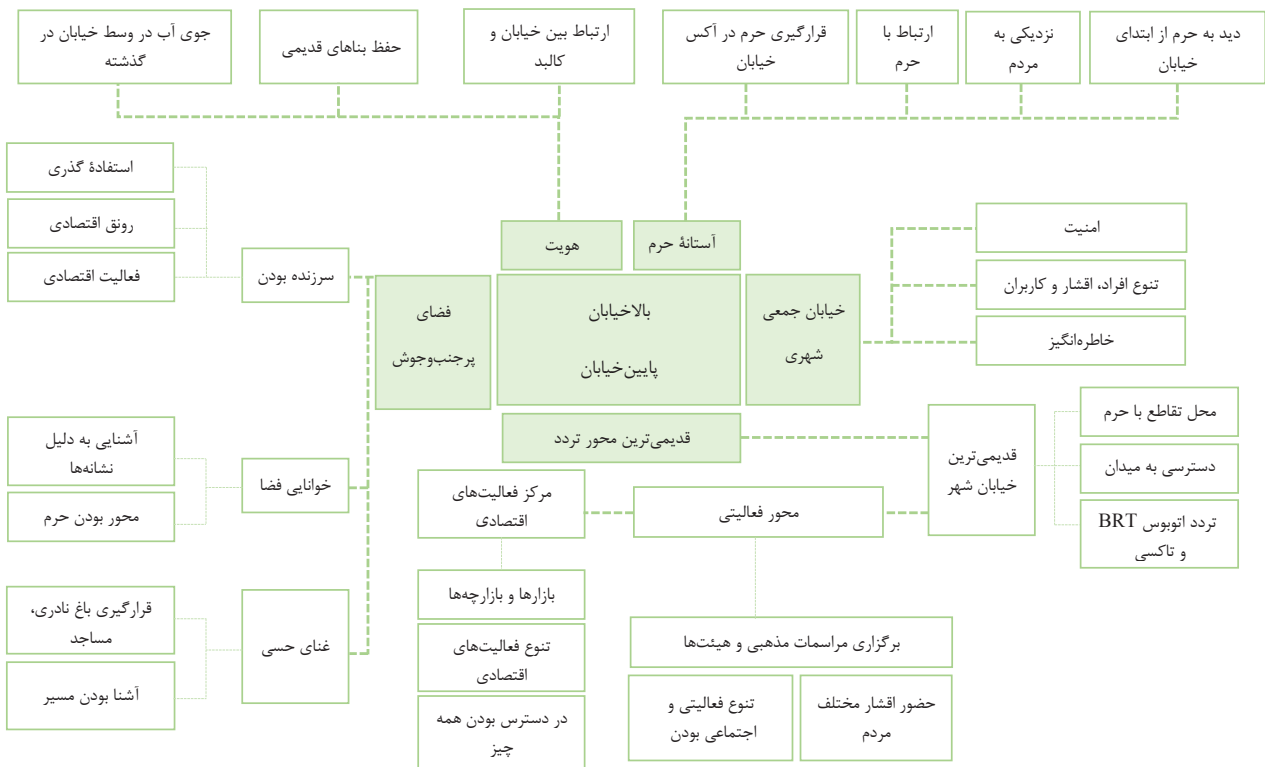 دید به حرم از ابتدای
خیابان
نزدیکی به
مردم
ارتباط با
حرم
قرارگیری حرم در آکس
خیابان
ارتباط بین خیابان و
کالبد
حفظ بناهای قدیمی
جوی آب در وسط خیابان در
گذشته
آستانهٔ حرم
هویت
بالاخیابان
پایین‌خیابان
خیابان جمعی
شهری
امنیت
تنوع افراد، اقشار و کاربران
خاطره‌انگیز
فضای
پرجنب‌وجوش
سرزنده بودن
استفادهٔ گذری
رونق اقتصادی
فعالیت اقتصادی
خوانایی فضا
آشنایی به دلیل
نشانه‌ها
محور بودن حرم
غنای حسی
قرارگیری باغ نادری،
مساجد
آشنا بودن مسیر
قدیمی‌ترین محور تردد
قدیمی‌ترین
خیابان شهر
محل تقاطع با حرم
دسترسی به میدان
تردد اتوبوس BRT
و تاکسی
محور فعالیتی
مرکز فعالیت‌های
اقتصادی
بازارها و بازارچه‌ها
تنوع فعالیت‌های
اقتصادی
در دسترس بودن همه
چیز
برگزاری مراسمات مذهبی و هیئت‌ها
حضور اقشار مختلف
مردم
تنوع فعالیتی و
اجتماعی بودن